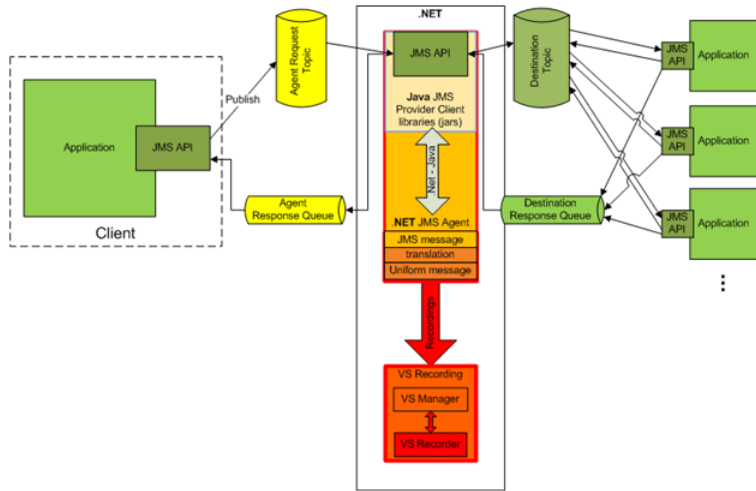 .NET
Agent Request
Topic
JMS API
Destination
Topic
JMS
API
Application
Publish
Java JMS
Provider Client
libraries (jars)
Application
JMS API
.Net - Java
JMS
API
Application
Agent
Response Queue
Destination
Response Queue
JMS
API
Application
Client
.NET JMS Agent
JMS message
translation
Uniform message
...
Recordings
VS Recording
VS Manager
VS Recorder